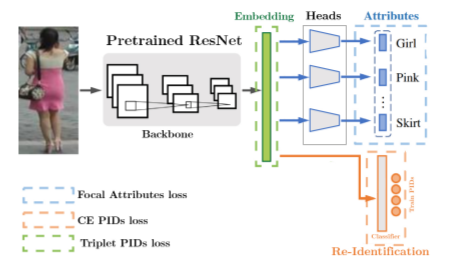 Embedding Heads Attributes
Pretrained ResNet
Girl
Pink
Skirt
Backbone
Focal Attributes loss
CE PIDs loss
Triplet PIDs loss
Train PIDs
Classifier
Re-Identification